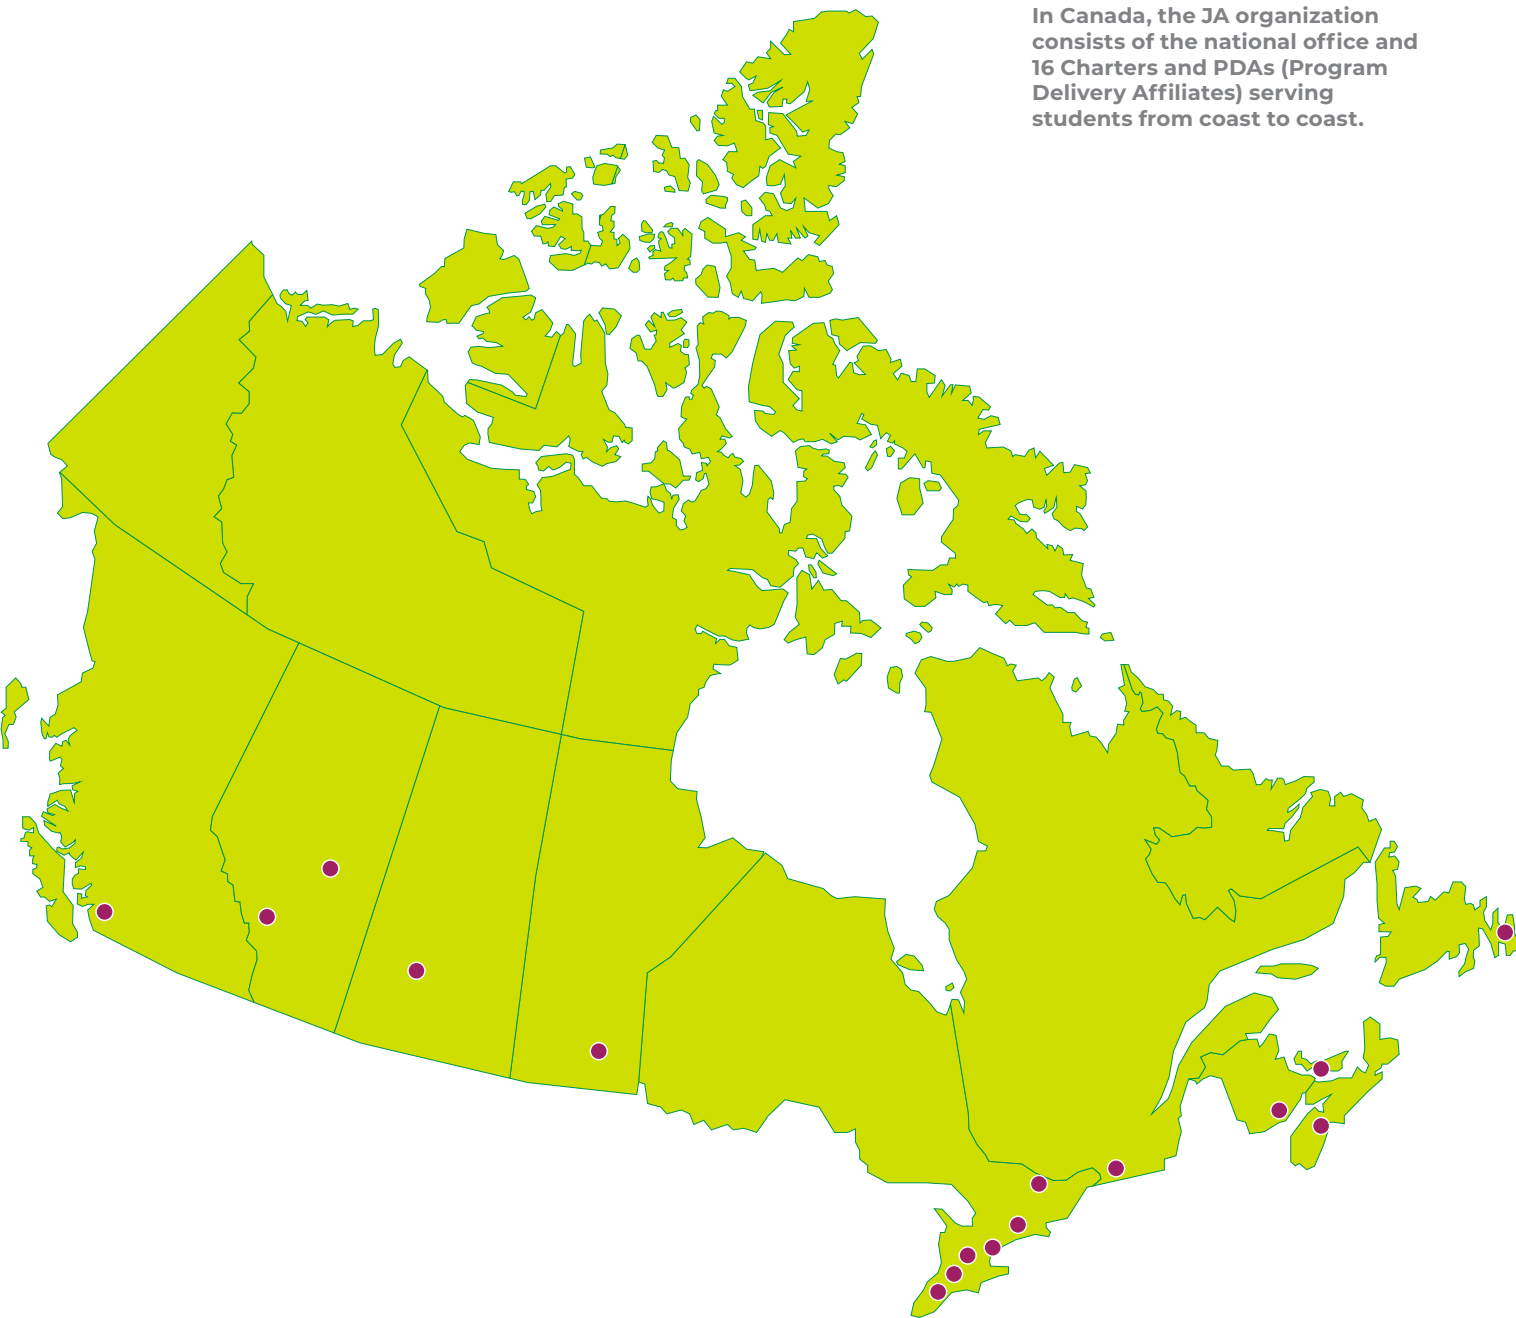 In Canada, the JA organization
consists of the national office and
16 Charters and PDAs (Program
Delivery Affiliates) serving
students from coast to coast.